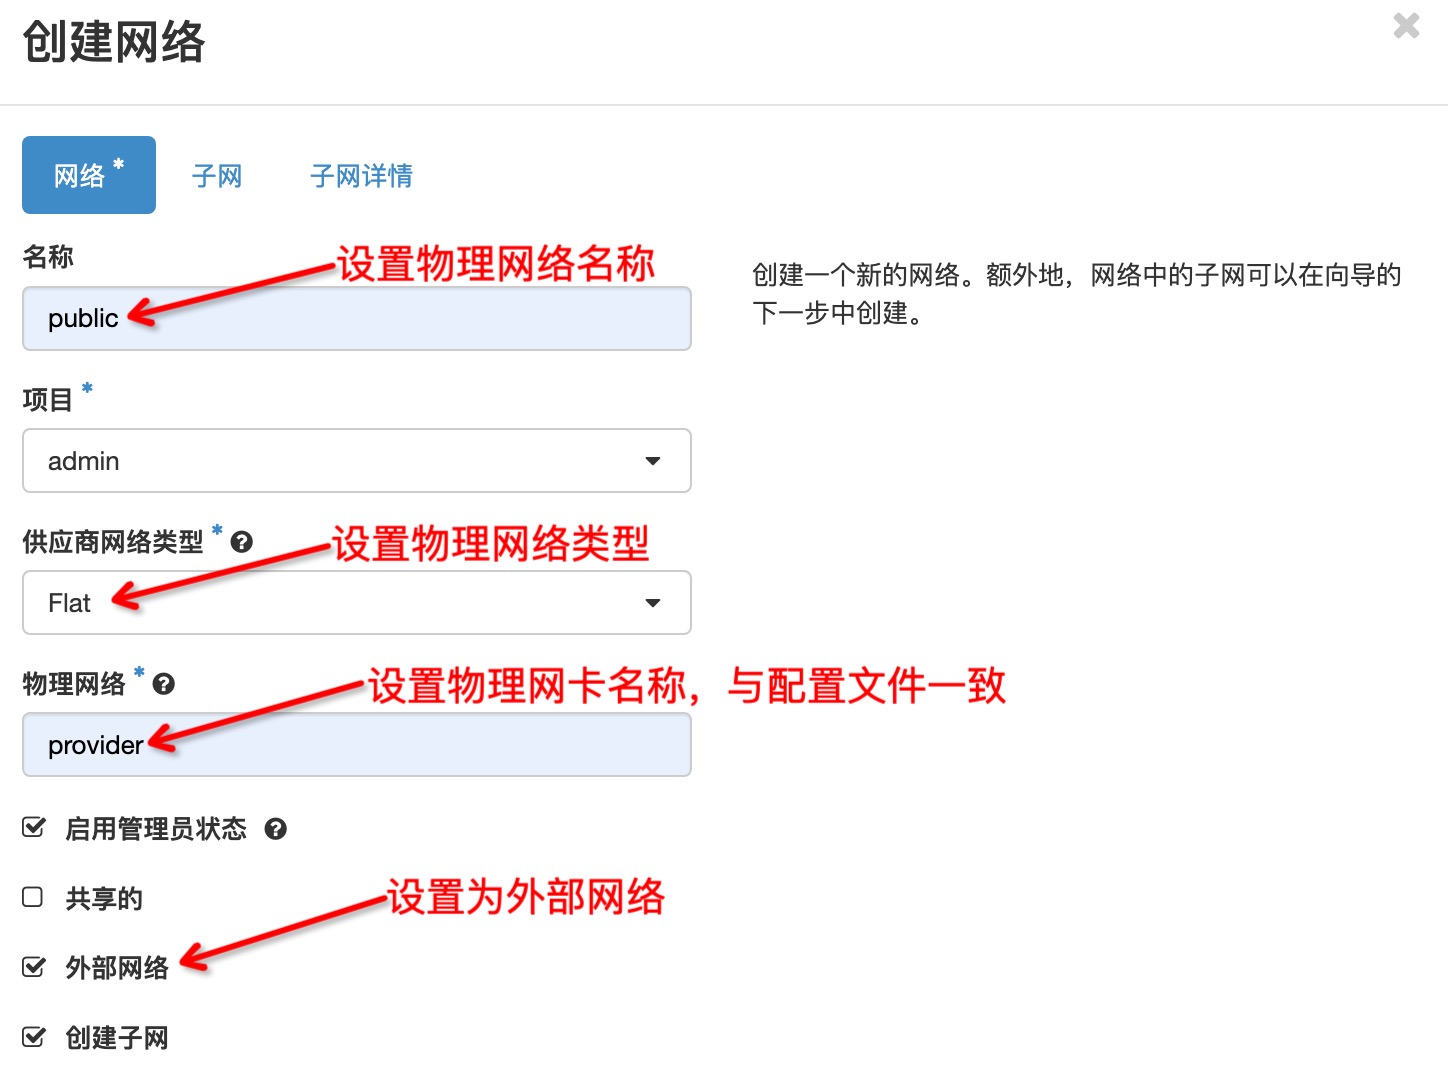 创建网络
网络 * 子网 子网详情
名称
设置物理网络名称
public
创建一个新的网络。额外地，网络中的子网可以在向导的
下一步中创建。
项目 *
admin
供应商网络类型 *
设置物理网络类型
Flat
物理网络 *
设置物理网卡名称，与配置文件一致
provider
启用管理员状态
共享的
设置为外部网络
外部网络
创建子网